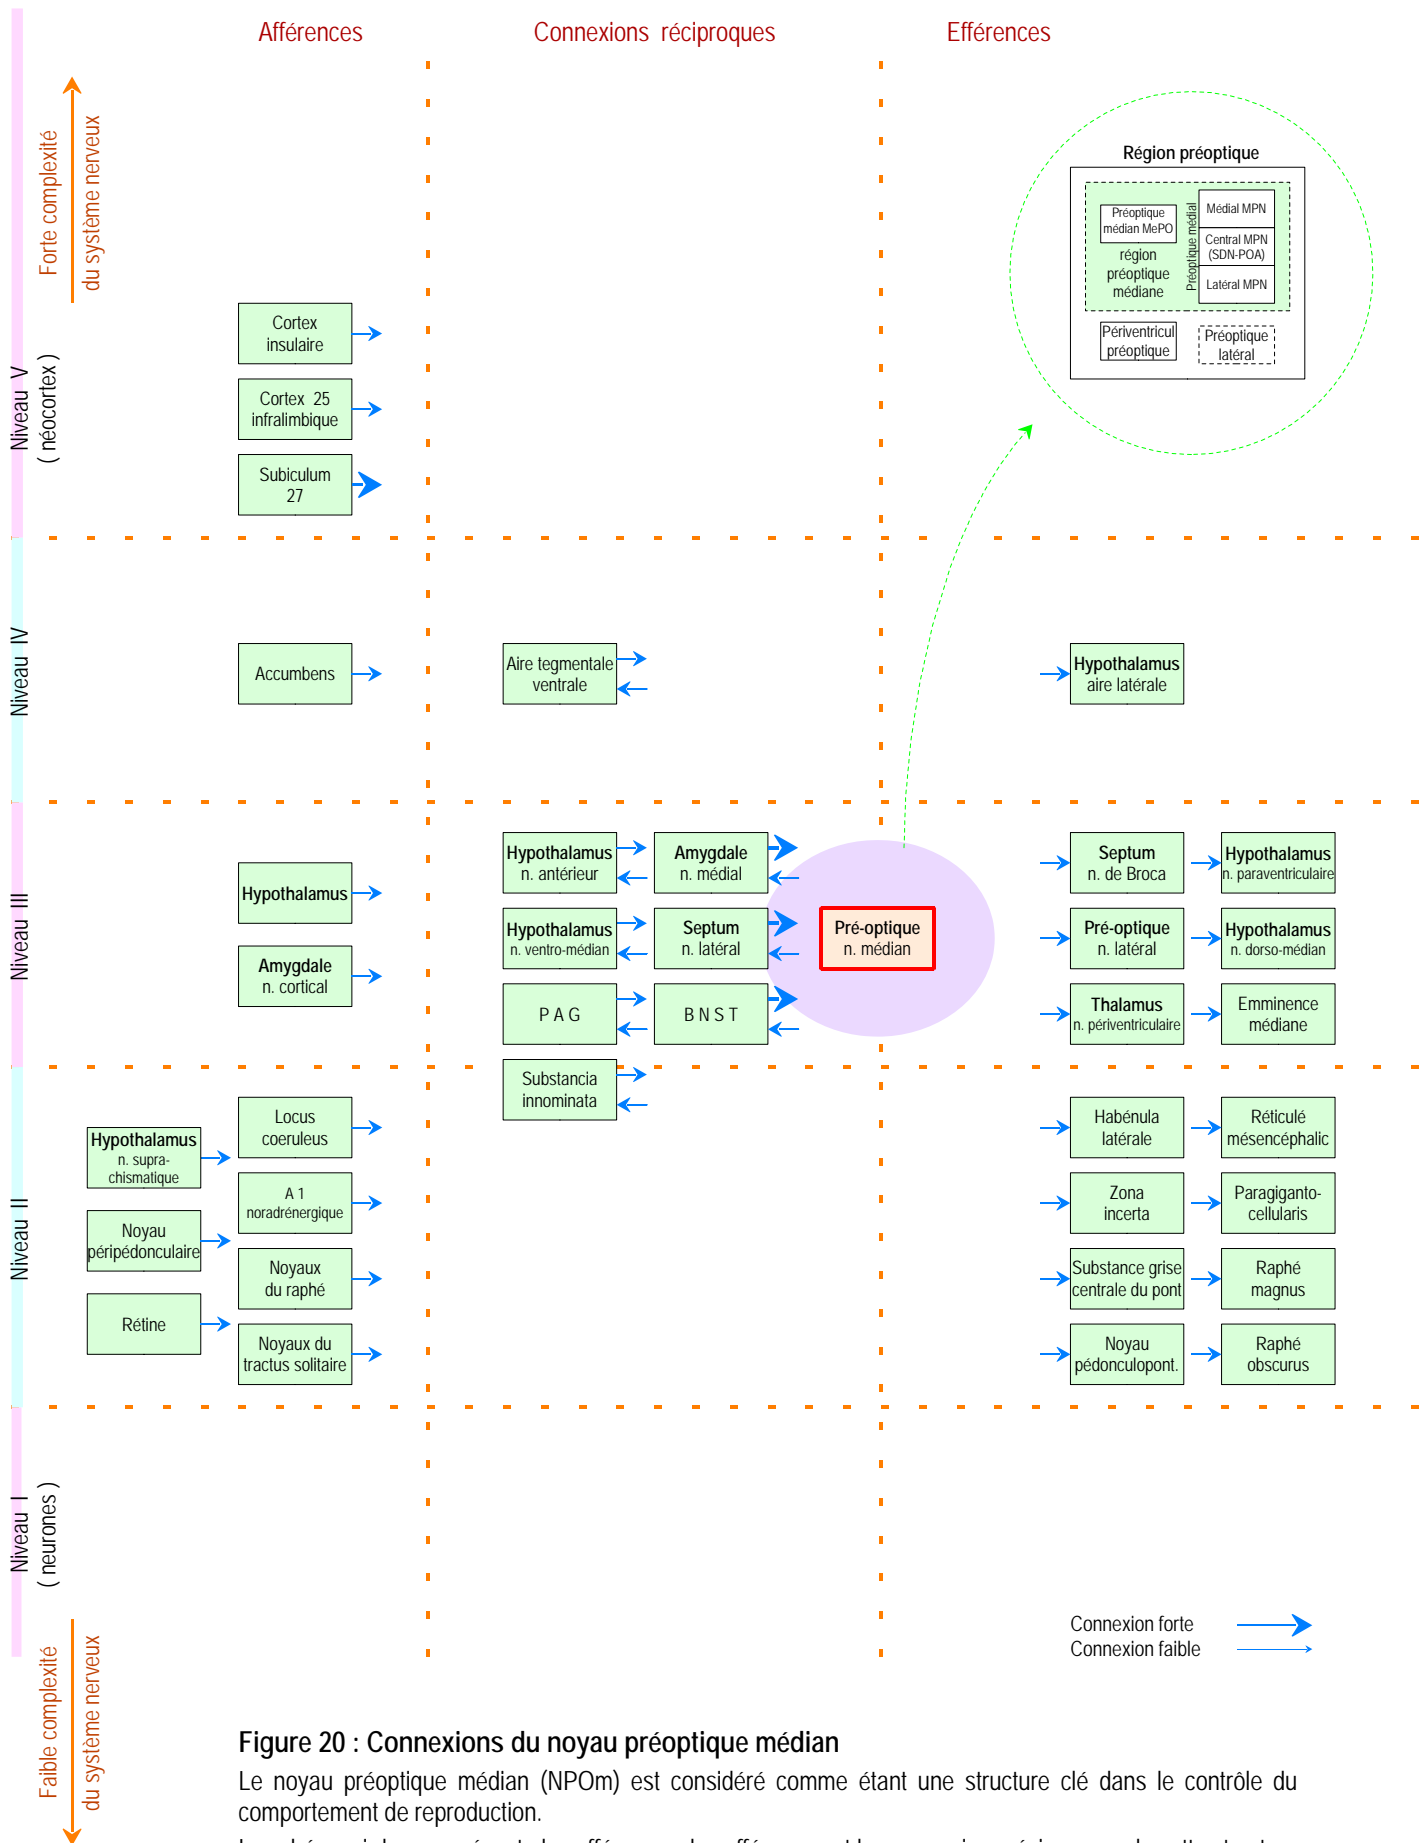 Afférences
Connexions réciproques
Efférences
Forte complexité
du système nerveux
Région préoptique
Préoptique
médian MePO
région
préoptique
médiane
Préoptique médial
Médial MPN
Central MPN
(SDN-POA)
Latéral MPN
Périventricul
préoptique
Préoptique
latéral
Niveau V
( néocortex )
Cortex
insulaire
Cortex 25
infralimbique
Subiculum
27
Niveau IV
Accumbens
Aire tegmentale
ventrale
Hypothalamus
aire latérale
Niveau III
Hypothalamus
Amygdale
n. cortical
Hypothalamus
n. antérieur
Amygdale
n. médial
Hypothalamus
n. ventro-médian
Septum
n. latéral
P A G
B N S T
Substancia
innominata
Pré-optique
n. médian
Septum
n. de Broca
Hypothalamus
n. paraventriculaire
Pré-optique
n. latéral
Hypothalamus
n. dorso-médian
Thalamus
n. périventriculaire
Emminence
médiane
Niveau II
Hypothalamus
n. supra-
chismatique
Noyau
péripédonculaire
Rétine
Locus
coeruleus
A 1
noradrénergique
Noyaux
du raphé
Noyaux du
tractus solitaire
Habénula
latérale
Réticulé
mésencéphalic
Zona
incerta
Paragiganto-
cellularis
Substance grise
centrale du pont
Raphé
magnus
Noyau
pédonculopont.
Raphé
obscurus
Niveau I
( neurones )
Faible complexité
du système nerveux
Connexion forte
Connexion faible
Figure 20 : Connexions du noyau préoptique médian
Le noyau préoptique médian (NPOm) est considéré comme étant une structure clé dans le contrôle du
comportement de reproduction.